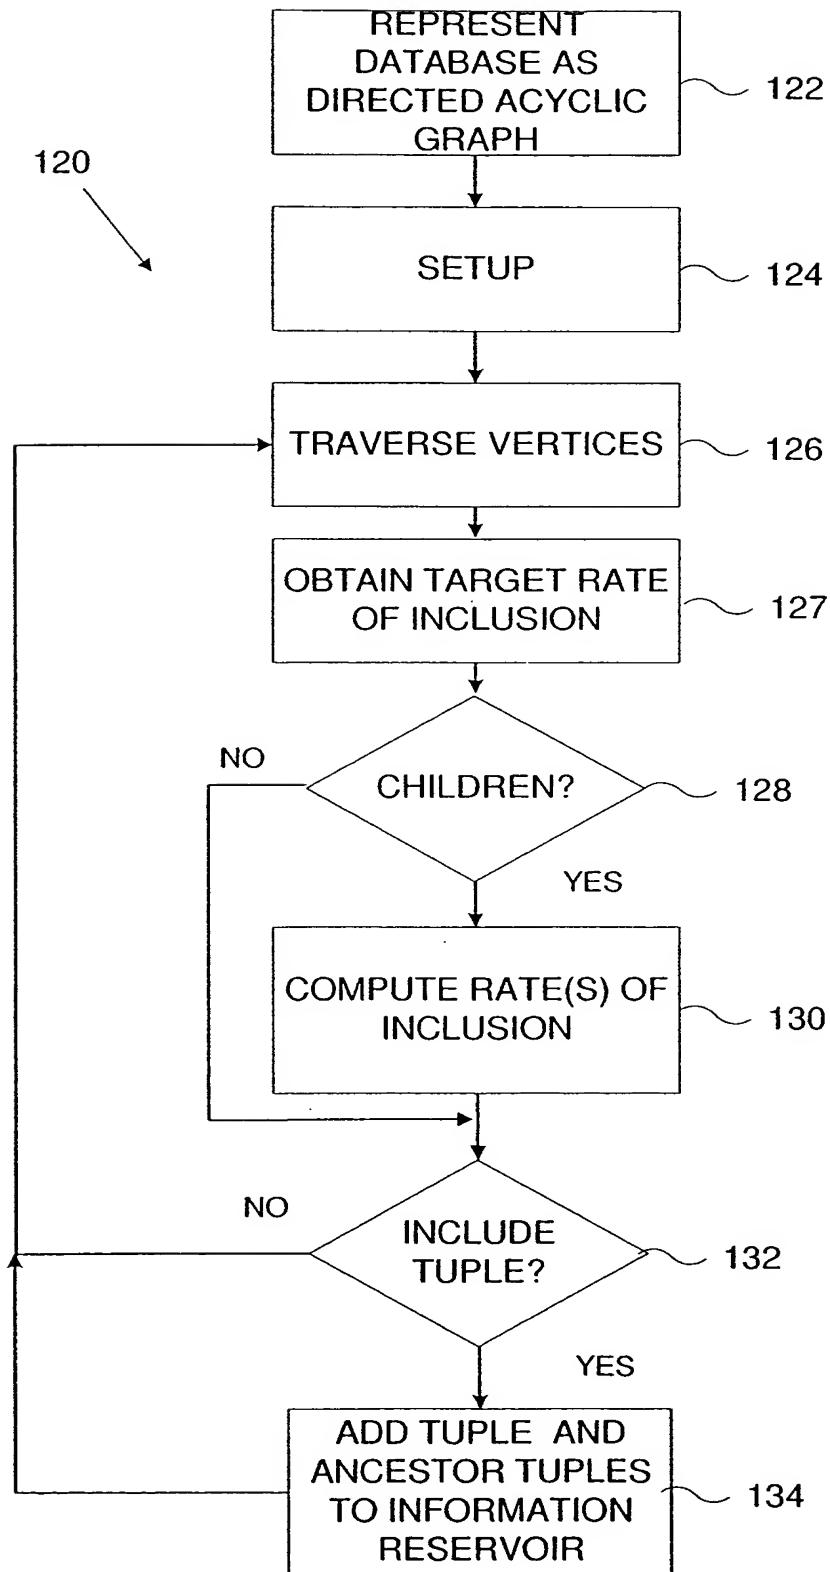 REPRESENT
DATABASE AS
DIRECTED ACYCLIC
GRAPH
122
120
SETUP
124
TRAVERSE VERTICES
126
OBTAIN TARGET RATE
OF INCLUSION
127
NO
CHILDREN?
128
YES
COMPUTE RATE(S) OF
INCLUSION
130
NO
INCLUDE
TUPLE?
132
YES
ADD TUPLE AND
ANCESTOR TUPLES
TO INFORMATION
RESERVOIR
134